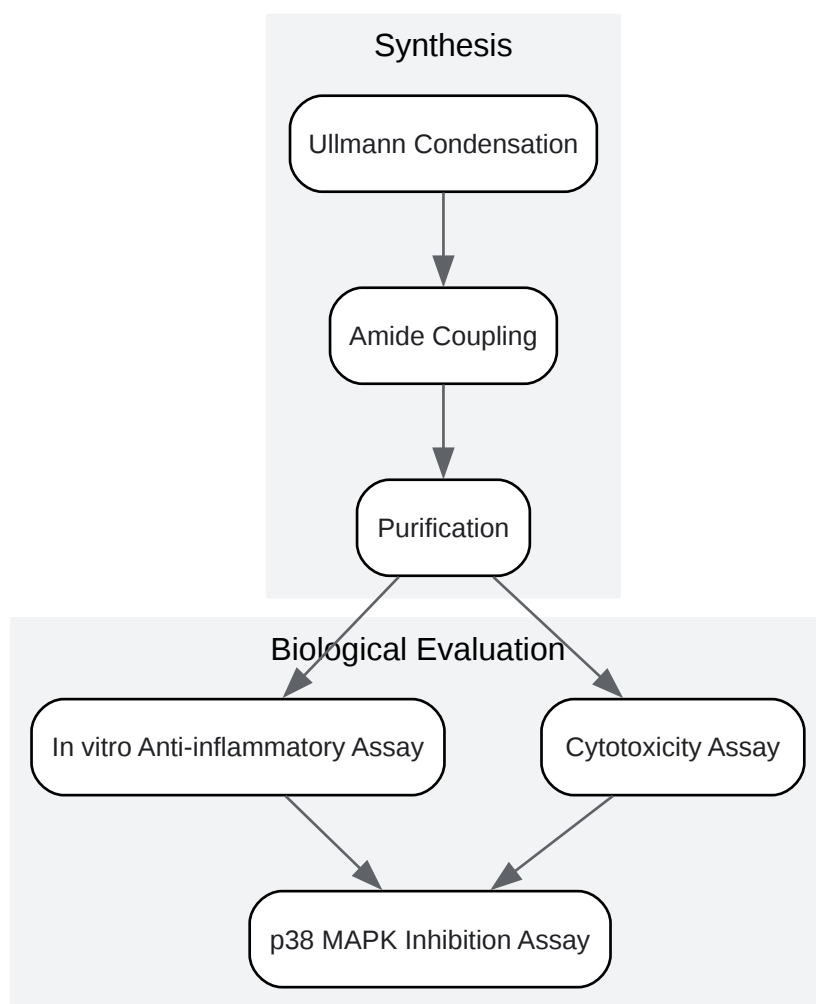 Synthesis
Ullmann Condensation
Amide Coupling
Purification
Biological Evaluation
In vitro Anti-inflammatory Assay
Cytotoxicity Assay
p38 MAPK Inhibition Assay